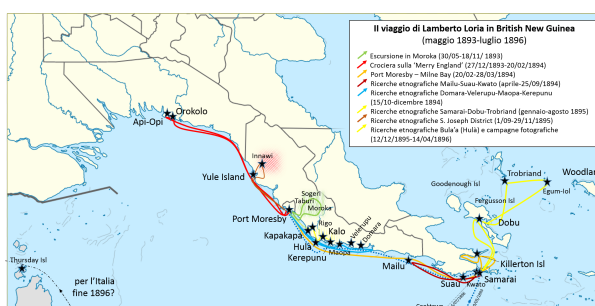 Il viaggio di Lamberto Loria in British New Guinea
(maggio 1893-luglio 1896)
Escursione in Moroka (30/05-18/11/ 1893)
Crociera sulla ‘Merry England’ (27/12/1893-20/02/1894)
Port Moresby – Milne Bay (20/02-28/03/1894)
Ricerche etnografiche Mailu-Suau-Kwato (aprile-25/09/1894)
Ricerche etnografiche Domara-Velerupu-Maopa-Kerepunu
(15/10-dicembre 1894)
Ricerche etnografiche Samarai-Dobu-Trobriand (gennaio-agosto 1895)
Ricerche etnografiche S. Joseph District (1/09-29/11/1895)
Ricerche etnografiche Bula’a (Hula) e campagne fotografiche
(12/12/1895-14/04/1896)
Orokolo
Api-Opi
Innawi
Yule Island
Sogeri
Taburi
Moroka
Port Moresby
Rigo
Kapakapa
Kalo
Velerupu
Domara
Hula
Maopa
Kerepunu
Mailu
Suau
Kwato
Samarai
Killerton Isl
Dobu
Fergusson Isl
Goodenough Isl
Trobriand
Egum-Isl
Woodlar
Thursday Isl
per l’Italia
fine 1896?